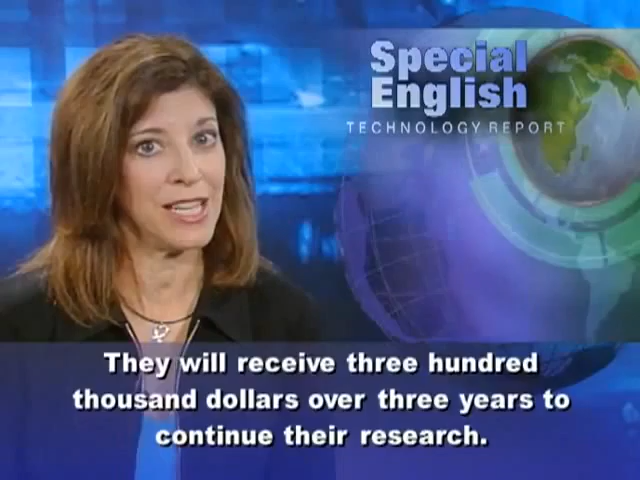 Special
English
TECHNOLOGY REPORT
They will receive three hundred
thousand dollars over three years to
continue their research.